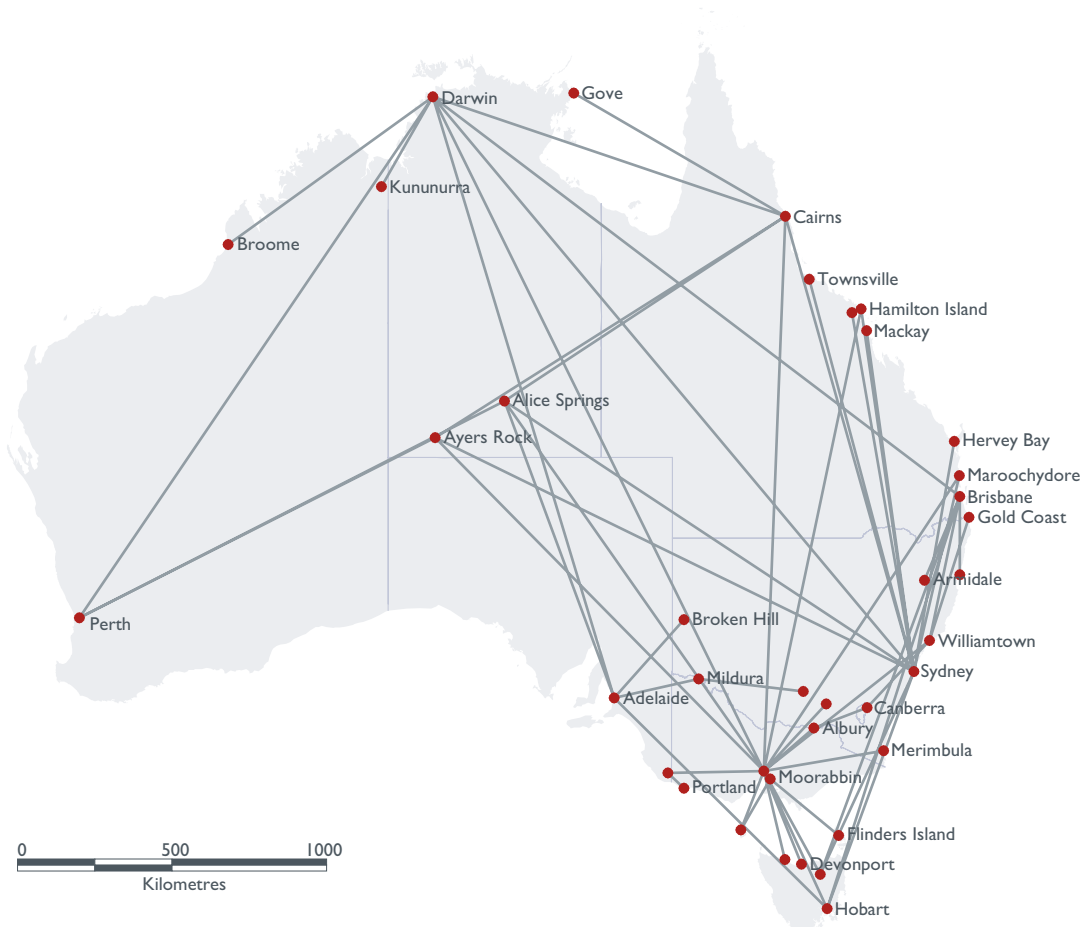 Darwin
Gove
Kununurra
Cairns
Broome
Townsville
Hamilton Island
Mackay
Alice Springs
Ayers Rock
Hervey Bay
Maroochydore
Brisbane
Gold Coast
Armidale
Perth
Broken Hill
Williamtown
Sydney
Mildura
Adelaide
Canberra
Albury
Merimbula
Moorabbin
Portland
Flinders Island
Devonport
Hobart
0 500 1000
Kilometres